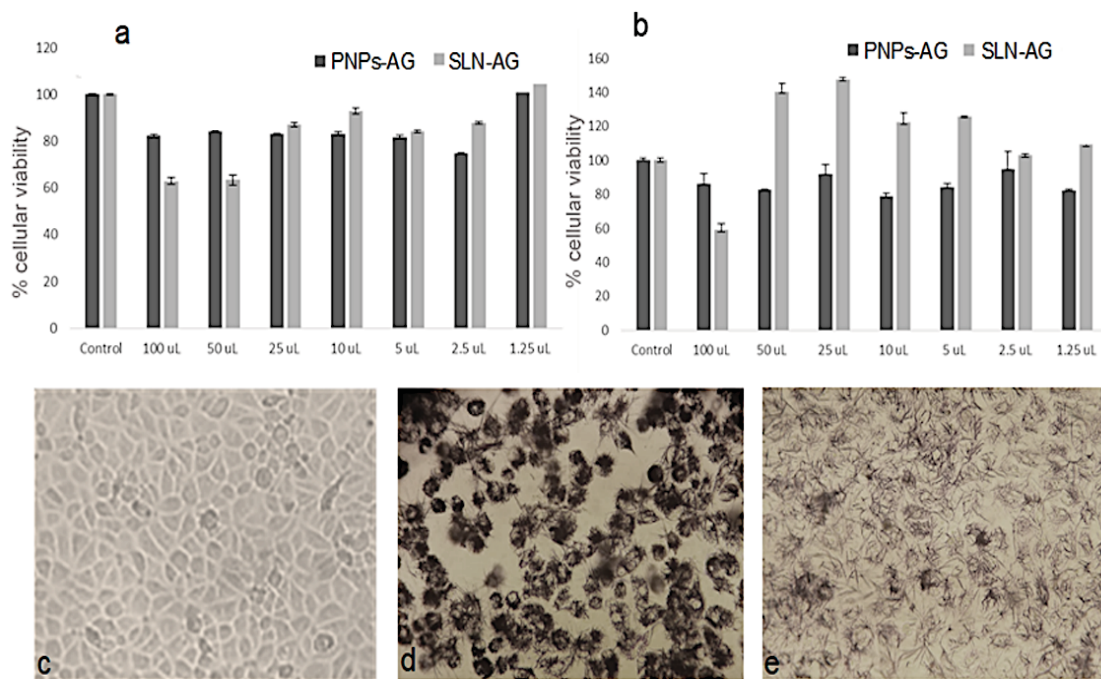 a
PNPs-AG SLN-AG
% cellular viability
120
100
80
60
40
20
0
Control 100 uL 50 uL 25 uL 10 uL 5 uL 2.5 uL 1.25 uL
b
PNPs-AG SLN-AG
% cellular viability
160
140
120
100
80
60
40
20
0
Control 100 uL 50 uL 25 uL 10 uL 5 uL 2.5 uL 1.25 uL
c
d
e